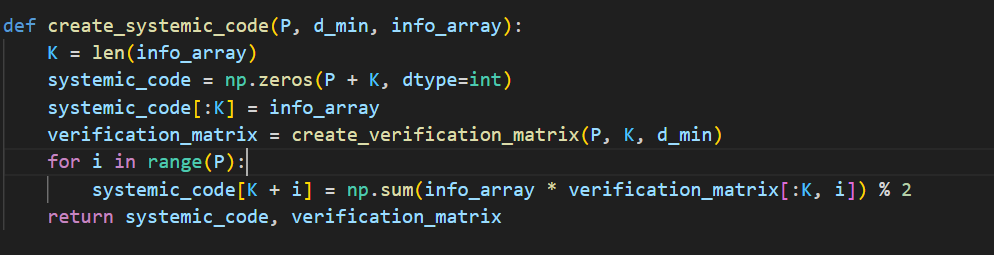 def create_systemic_code(P, d_min, info_array):
    K = len(info_array)
    systemic_code = np.zeros(P + K, dtype=int)
    systemic_code[:K] = info_array
    verification_matrix = create_verification_matrix(P, K, d_min)
    for i in range(P):
        systemic_code[K + i] = np.sum(info_array * verification_matrix[:K, i]) % 2
    return systemic_code, verification_matrix